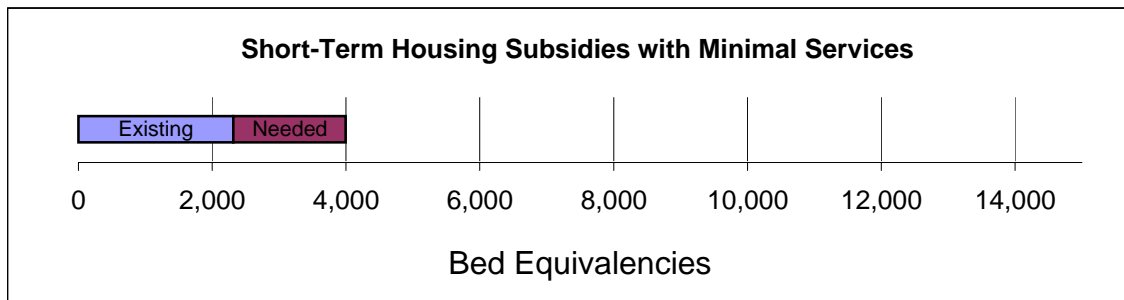 Short-Term Housing Subsidies with Minimal Services
Existing Needed
0 2,000 4,000 6,000 8,000 10,000 12,000 14,000
Bed Equivalencies